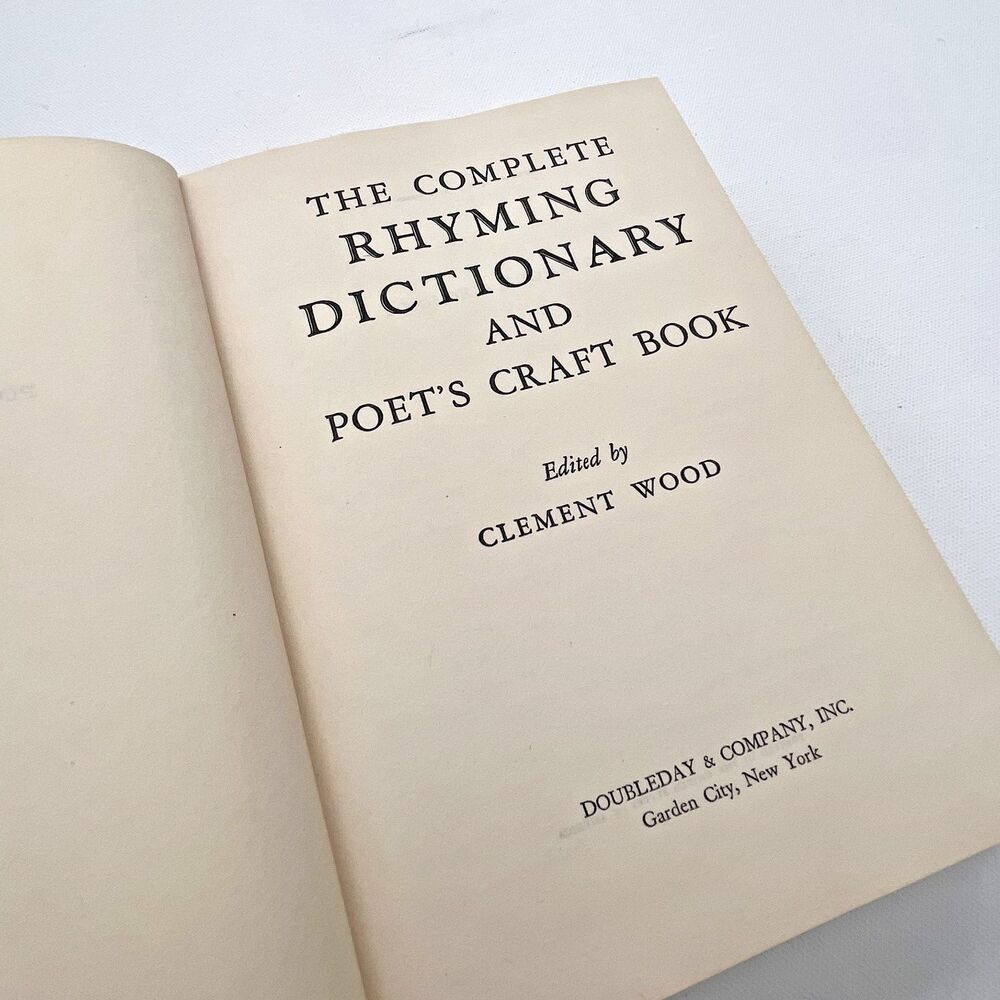 THE COMPLETE
RHYMING
DICTIONARY
AND
POET'S CRAFT BOOK
Edited by
CLEMENT WOOD
DOUBLEDAY & COMPANY, INC.
Garden City, New York